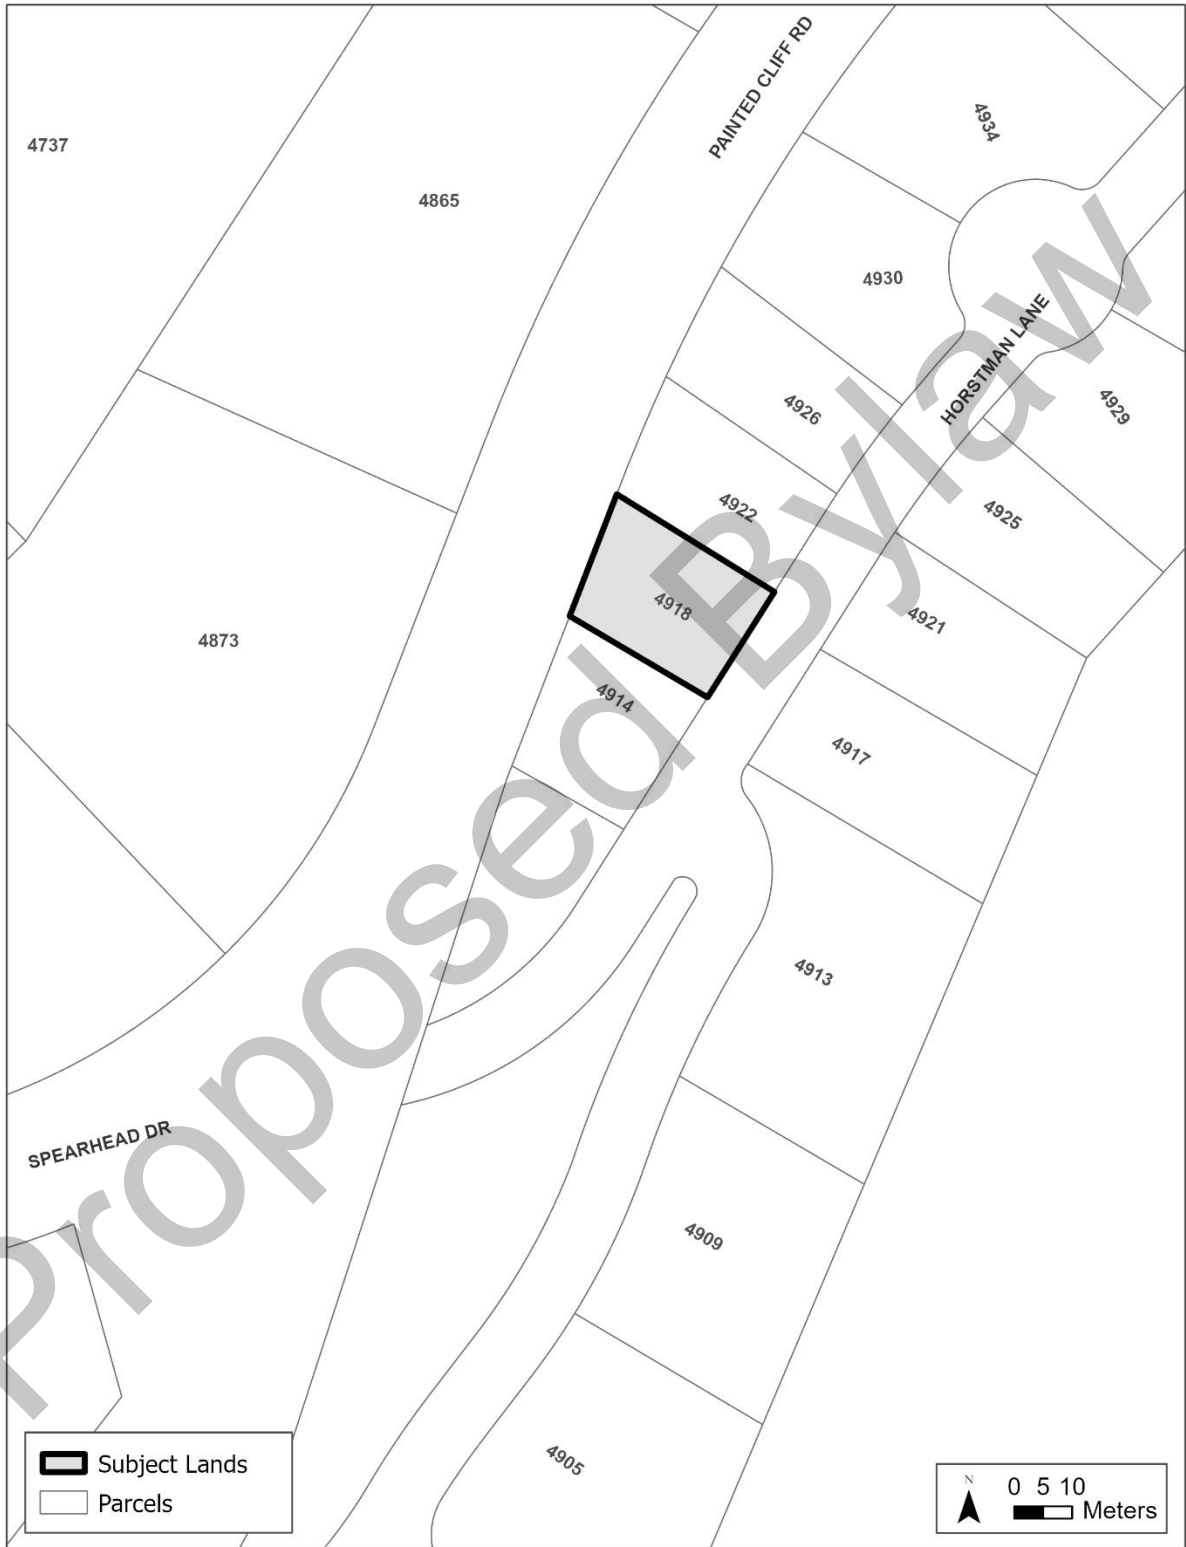 PAINTED CLIFF RD
4934
4737
4865
4930
HORSTMAN LANE
4926
4929
4922
4925
4918
4921
4873
4914
4917
4913
SPEARHEAD DR
4909
4905
Proposed Bylaw
Subject Lands
Parcels
N
0 5 10
Meters